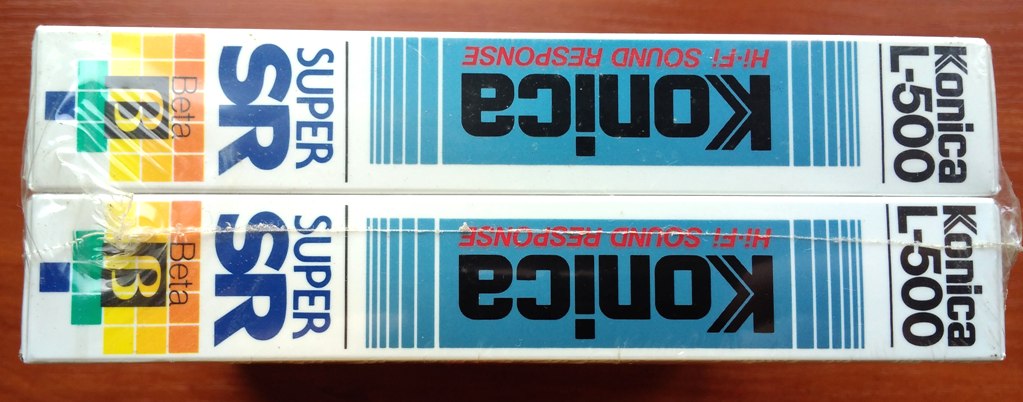 Beta
B
SUPER
SR
Konica
Hi-Fi SOUND RESPONSE
Konica
L-500
Beta
B
SUPER
SR
Konica
Hi-Fi SOUND RESPONSE
Konica
L-500